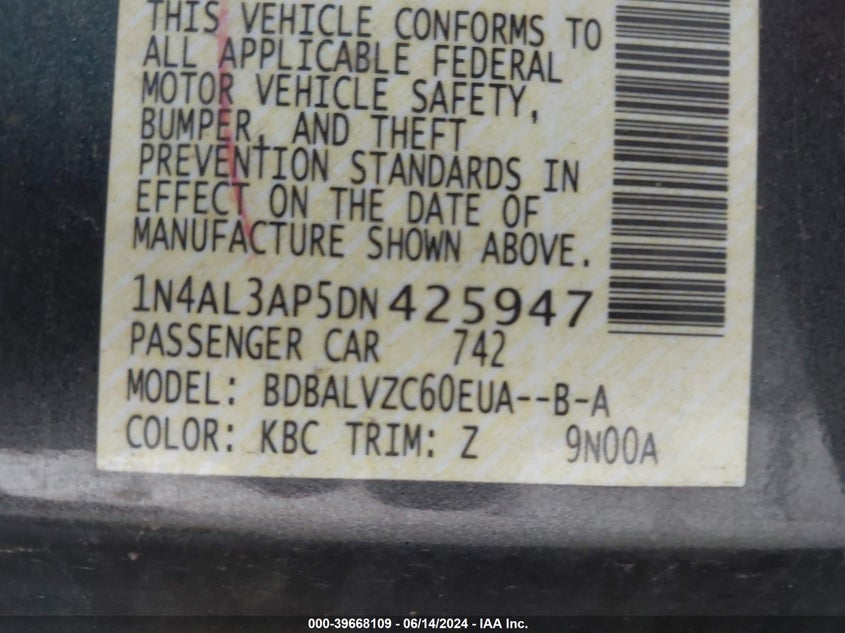 THIS VEHICLE CONFORMS TO
ALL APPLICABLE FEDERAL
MOTOR VEHICLE SAFETY,
BUMPER, AND THEFT
PREVENTION STANDARDS IN
EFFECT ON THE DATE OF
MANUFACTURE SHOWN ABOVE.
1N4AL3AP5DN425947
PASSENGER CAR 742
MODEL: BDBALVZC60EUA--B-A
COLOR: KBC TRIM: Z 9N00A
000-39668109 - 06/14/2024 - IAA Inc.